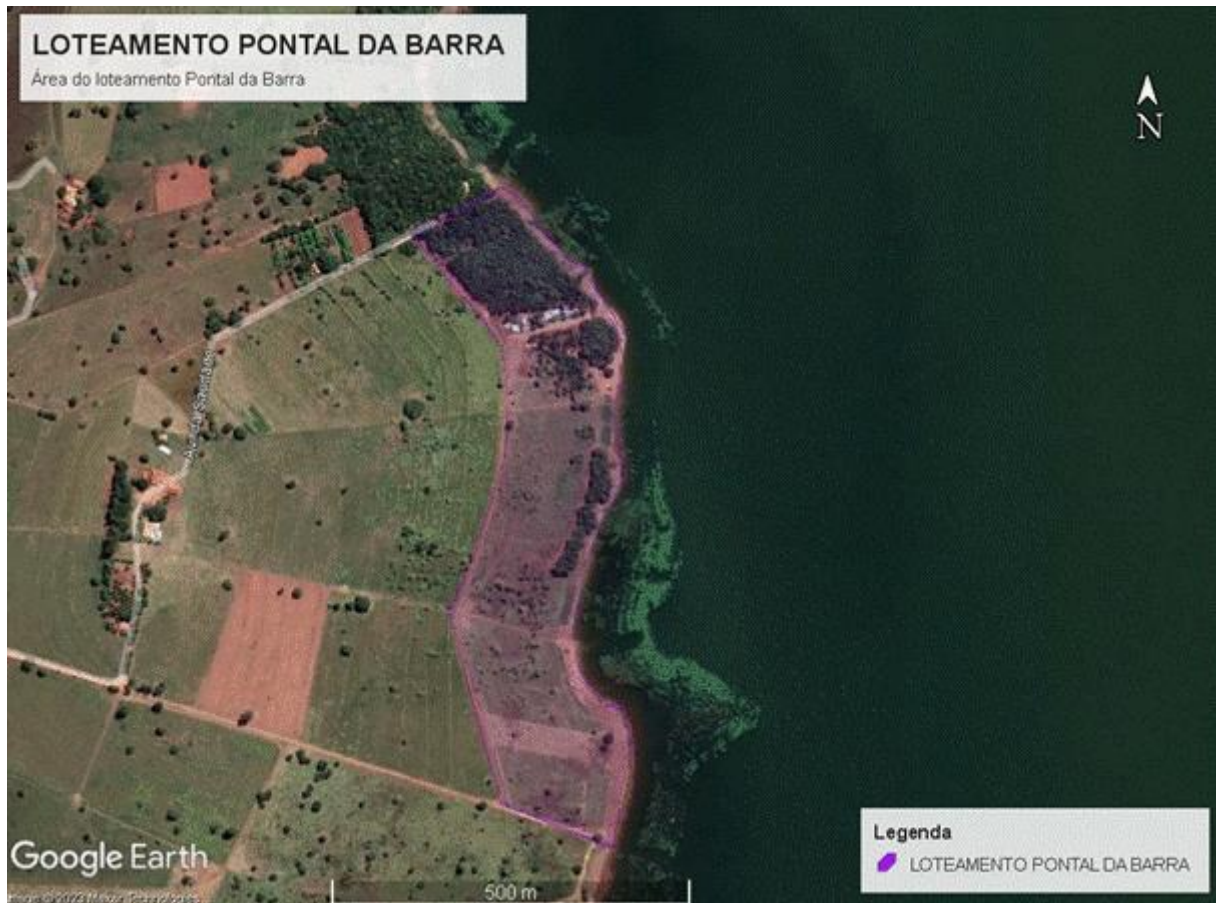 LOTEAMENTO PONTAL DA BARRA
Área do loteamento Pontal da Barra
N
Legenda
LOTEAMENTO PONTAL DA BARRA
Google Earth
500 m